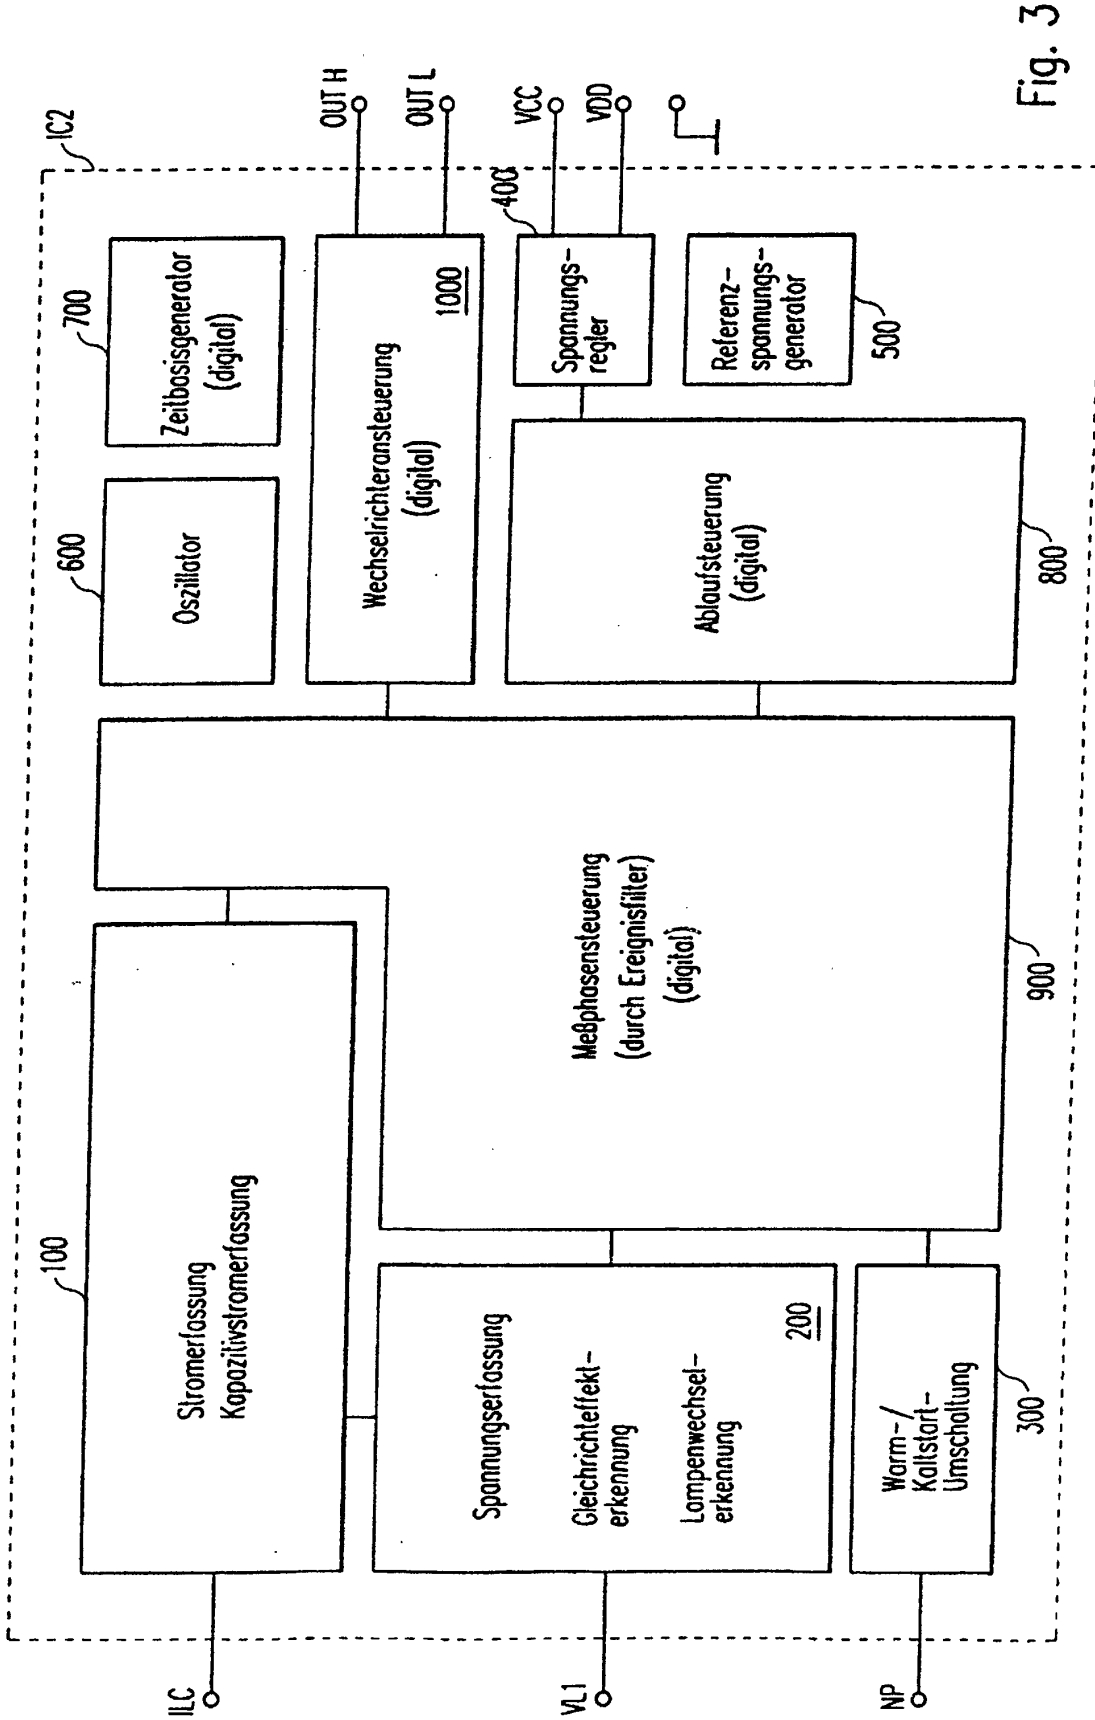 IC2
100
600
700
Stromerfassung
Kapazitivstromerfassung
Oszillator
Zeitbasisgenerator
(digital)
ILC
Wechselrichteransteuerung
(digital)
1000
OUT H
OUT L
Spannungserfassung
Gleichrichteffekt-
erkennung
Lampenwechsel-
erkennung
200
VL1
Meßphasensteuerung
(durch Ereignisfilter)
(digital)
900
Ablaufsteuerung
(digital)
800
400
Spannungs-
regler
VCC
VDD
Referenz-
spannungs-
generator
500
Warm-/
Kaltstart-
Umschaltung
300
NP
Fig. 3